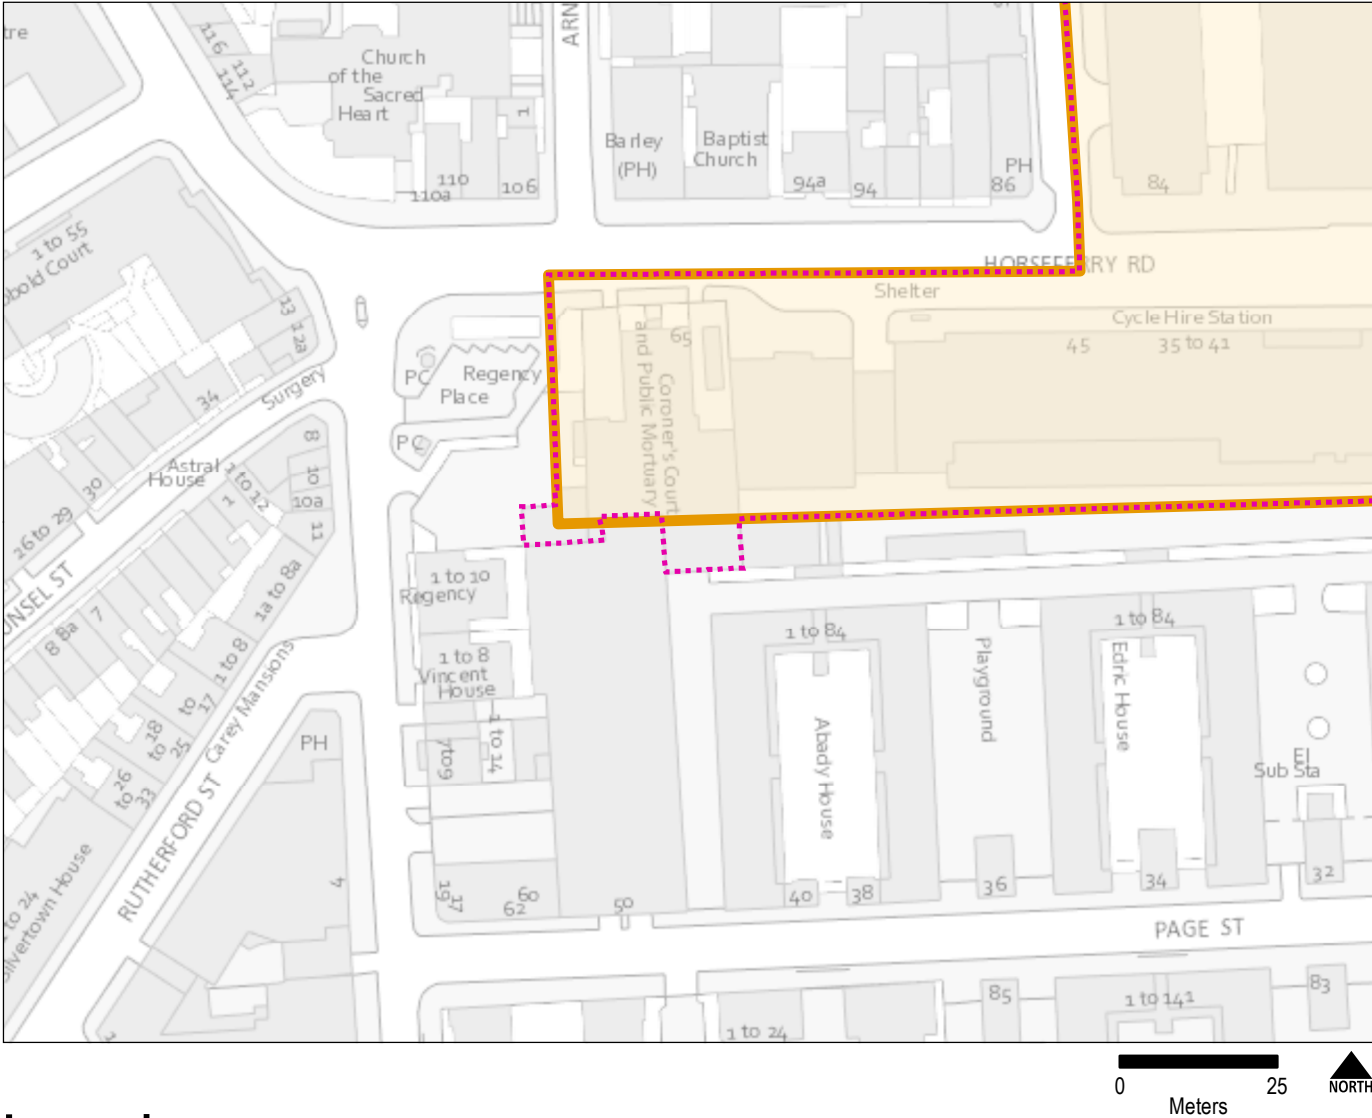 tre
116
112
114
Church
of the
Sacred
Heart
110
110a
1
106
ARN
Barley
(PH)
Baptist
Church
94a
94
PH
86
84
HORSEFERRY RD
Shelter
Cycle Hire Station
45
35 to 41
65
Coroner's Court
and Public Mortuary
1 to 55
obold Court
13
12a
34
Surgery
PC
Regency
Place
PC
Astral
House
30
26 to 29
1 to 12
1
8
10
10a
11
UNSEL ST
8
8a
7
1a to 8a
1 to 8
Carey Mansions
to
17
18
to
25
26
to
33
RUTHERFORD ST
to 24
Silvertown House
PH
4
1 to 10
Regency
1 to 8
Vincent
House
7to9
1 to 14
19
17
60
62
50
1 to 84
Abady House
40
38
Playground
36
1 to 84
Edric House
34
El
Sub Sta
32
PAGE ST
85
1 to 141
83
1 to 24
0
25
Meters
NORTH